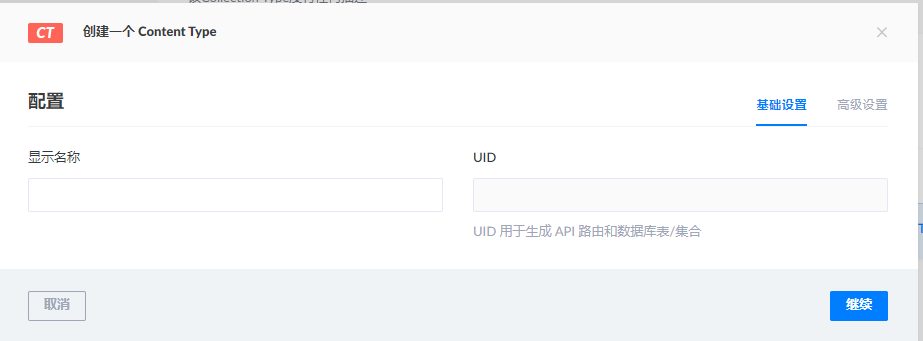 CT 创建一个 Content Type ×
配置
基础设置 高级设置
显示名称 UID
UID 用于生成 API 路由和数据库表/集合
取消 继续